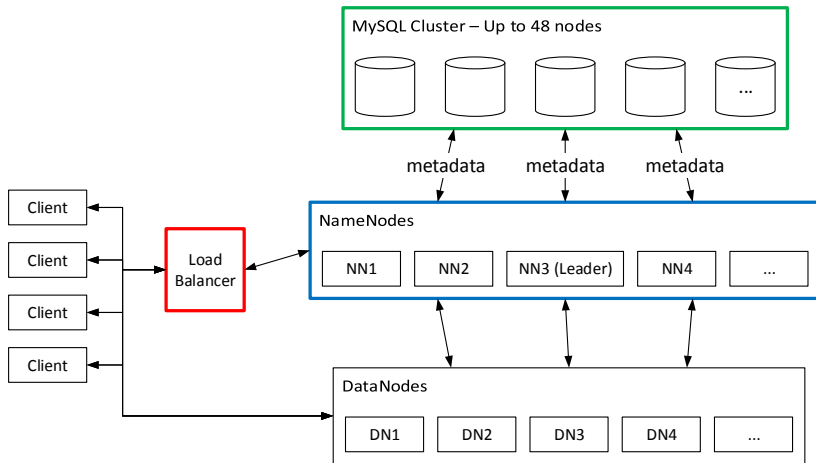 MySQL Cluster – Up to 48 nodes
...
metadata metadata metadata
Client
Client
Client
Client
Load
Balancer
NameNodes
NN1 NN2 NN3 (Leader) NN4 ...
DataNodes
DN1 DN2 DN3 DN4 ...